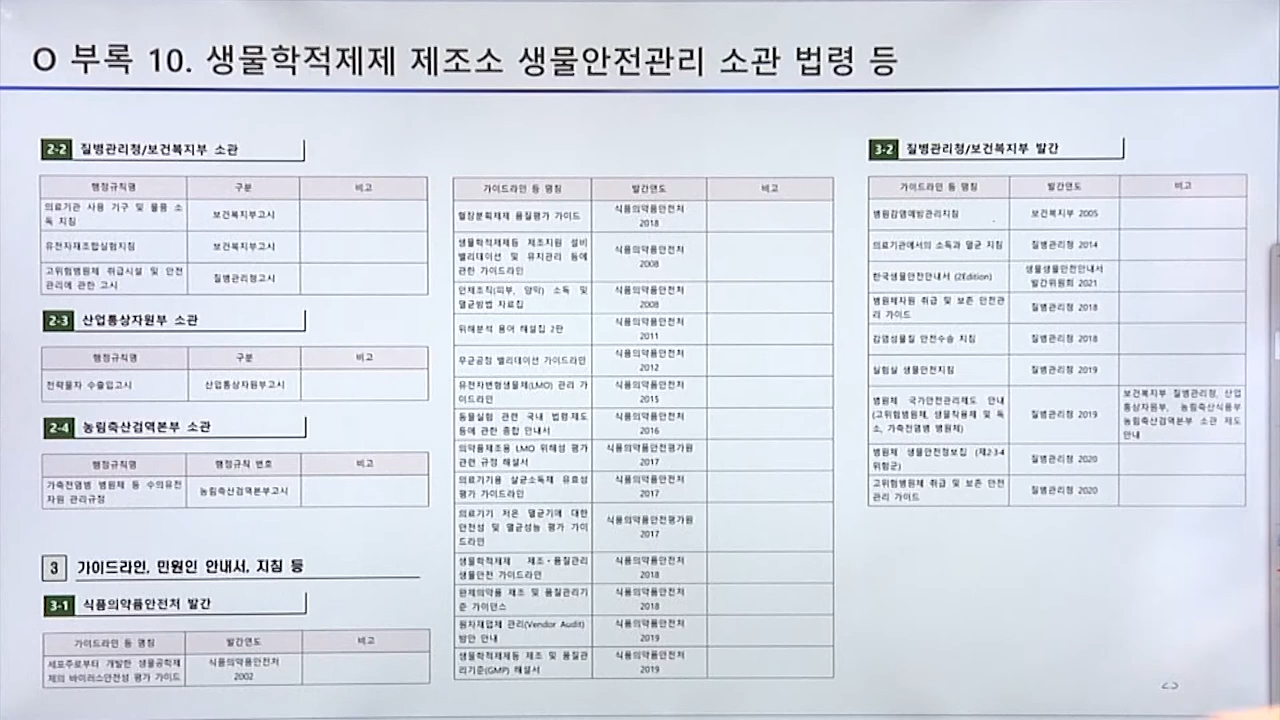 O 부록 10. 생물학적제제 제조소 생물안전관리 소관 법령 등
2-2 질병관리청/보건복지부 소관
행정규칙명 구분 비고
의료기관 사용 기구 및 물품 소
독 지침 보건복지부고시
유전자재조합실험지침 보건복지부고시
고위험병원체 취급시설 및 안전
관리에 관한 고시 질병관리청고시
2-3 산업통상자원부 소관
행정규칙명 구분 비고
전략물자 수출입고시 산업통상자원부고시
2-4 농림축산검역본부 소관
행정규칙명 행정규칙 번호 비고
가축전염병 병원체 등 수의유전
자원 관리규정 농림축산검역본부고시
3 가이드라인, 민원인 안내서, 지침 등
3-1 식품의약품안전처 발간
가이드라인 등 명칭 발간연도 비고
세포주로부터 개발한 생물공학제
제의 바이러스안전성 평가 가이드
식품의약품안전처
2002
가이드라인 등 명칭 발간연도 비고
혈장분획제제 품질평가 가이드
식품의약품안전처
2018
생물학적제제등 제조지원 설비
밸리데이션 및 유지관리 등에
관한 가이드라인
식품의약품안전처
2008
인체조직(피부, 양막) 소독 및
멸균방법 자료집
식품의약품안전처
2008
위해분석 용어 해설집 2판
식품의약품안전처
2011
무균공정 밸리데이션 가이드라인
식품의약품안전처
2012
유전자변형생물체(LMO) 관리 가
이드라인
식품의약품안전처
2015
동물실험 관련 국내 법령·제도
등에 관한 종합 안내서
식품의약품안전처
2016
의약품제조용 LMO 위해성 평가
관련 규정 해설서
식품의약품안전평가원
2017
의료기기용 살균소독제 유효성
평가 가이드라인
식품의약품안전처
2017
의료기기 저온 멸균기에 대한
안전성 및 멸균성능 평가 가이
드라인
식품의약품안전평가원
2017
생물학적제제 제조·품질관리
생물안전 가이드라인
식품의약품안전처
2018
완제의약품 제조 및 품질관리기
준 가이던스
식품의약품안전처
2018
원자재업체 관리(Vendor Audit)
방안 안내
식품의약품안전처
2019
생물학적제제등 제조 및 품질관
리기준(GMP) 해설서
식품의약품안전처
2019
3-2 질병관리청/보건복지부 발간
가이드라인 등 명칭 발간연도 비고
병원감염예방관리지침 보건복지부 2005
의료기관에서의 소독과 멸균 지침 질병관리청 2014
한국생물안전안내서 (2Edition)
생물생물안전안내서
발간위원회 2021
병원체자원 취급 및 보존 안전관
리 가이드 질병관리청 2018
감염성물질 안전수송 지침 질병관리청 2018
실험실 생물안전지침 질병관리청 2019
병원체 국가안전관리제도 안내
(고위험병원체, 생물작용제 및 독
소, 가축전염병 병원체)
질병관리청 2019
보건복지부 질병관리청, 산업
통상자원부, 농림축산식품부
농림축산검역본부 소관 제도
안내
병원체 생물안전정보집 (제2·3·4
위험군) 질병관리청 2020
고위험병원체 취급 및 보존 안전
관리 가이드 질병관리청 2020